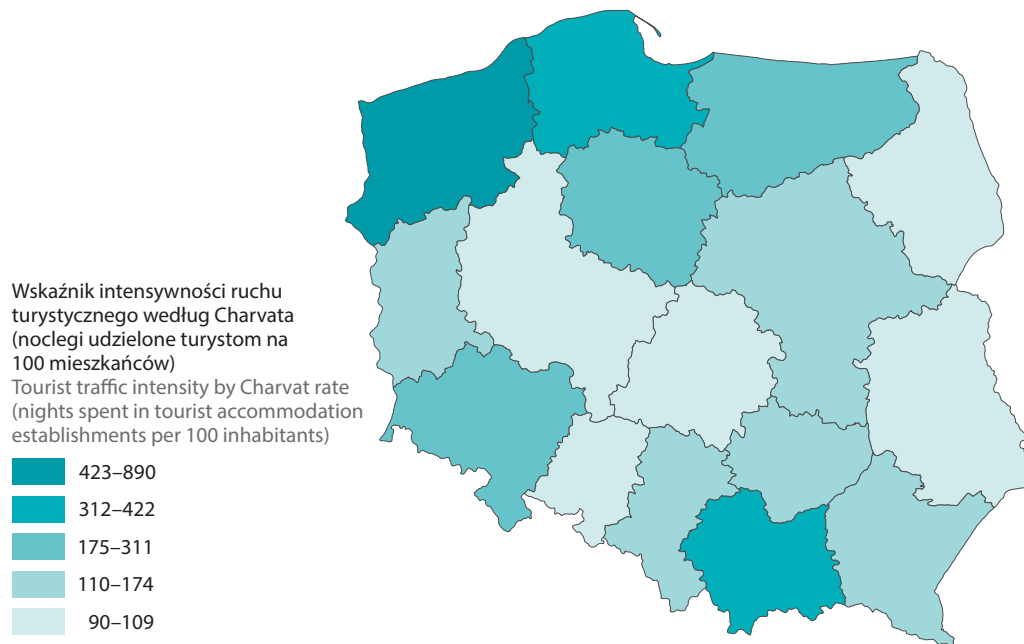 Wskaźnik intensywności ruchu
turystycznego według Charvata
(noclegi udzielone turystom na
100 mieszkańców)
Tourist traffic intensity by Charvat rate
(nights spent in tourist accommodation
establishments per 100 inhabitants)
423–890
312–422
175–311
110–174
90–109